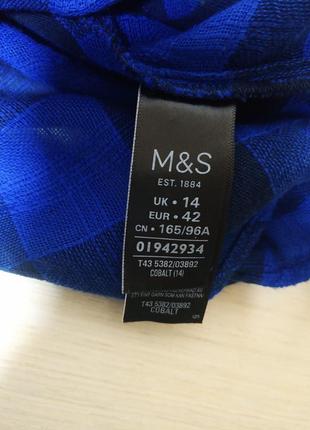 M&S
EST. 1884
UK • 14
EUR • 42
CN • 165/96A
01942934
T43 5382/03892
COBALT (14)
T43 5382/03892
COBALT